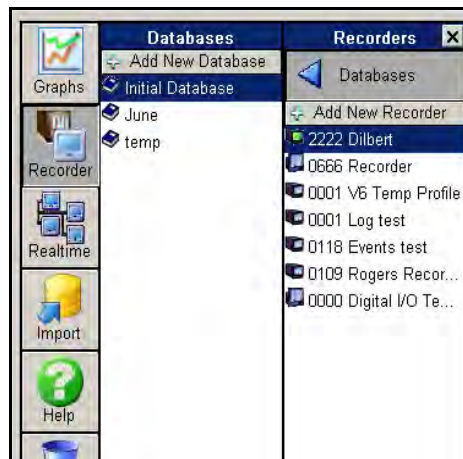 Graphs
Recorder
Realtime
Import
Help
Databases
Add New Database
Initial Database
June
temp
Recorders
Databases
Add New Recorder
2222 Dilbert
0666 Recorder
0001 V6 Temp Profile
0001 Log test
0118 Events test
0109 Rogers Recor...
0000 Digital I/O Te...